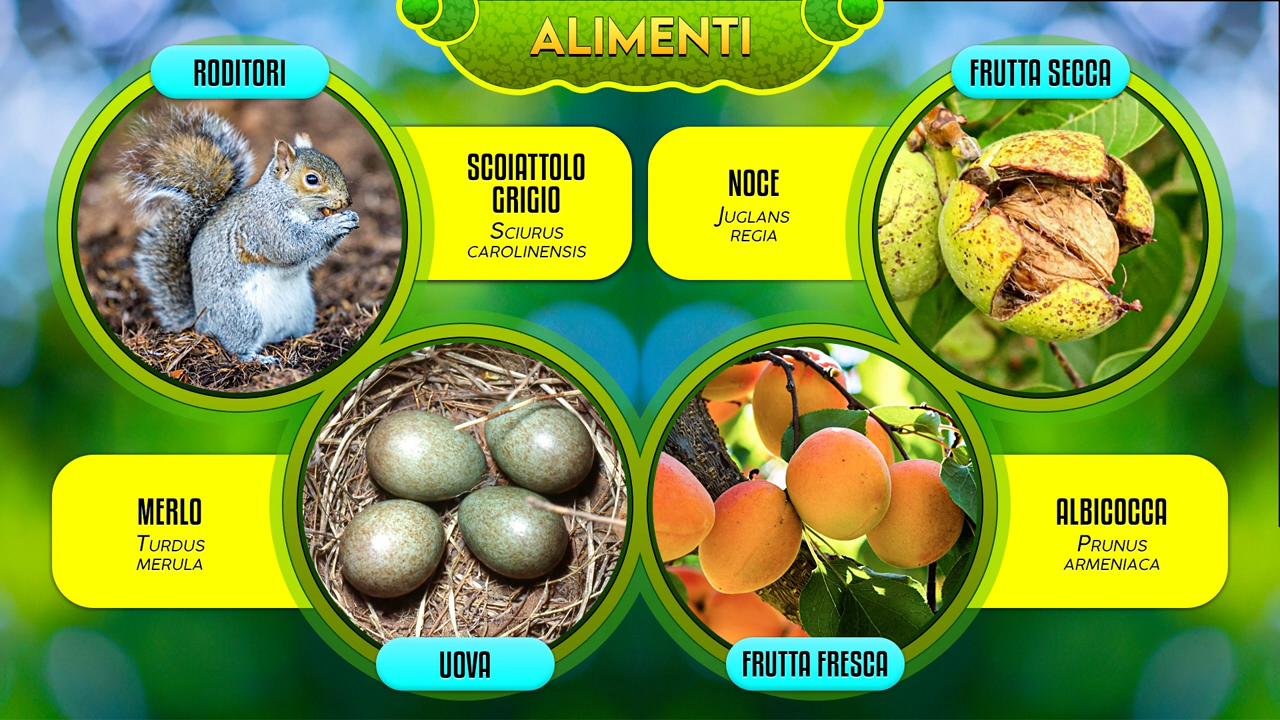 ALIMENTI
RODITORI
SCOIATTOLO
GRIGIO
SCIURUS
CAROLINENSIS
FRUTTA SECCA
NOCE
JUGLANS
REGIA
MERLO
TURDUS
MERULA
UOVA
ALBICOCCA
PRUNUS
ARMENIACA
FRUTTA FRESCA